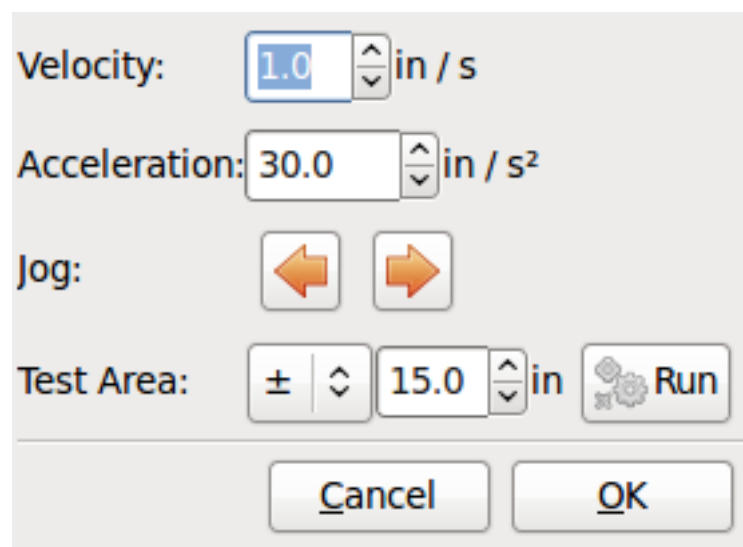 Velocity: 1.0 in / s
Acceleration: 30.0 in / s²
Jog:
Test Area: ± 15.0 in Run
Cancel OK